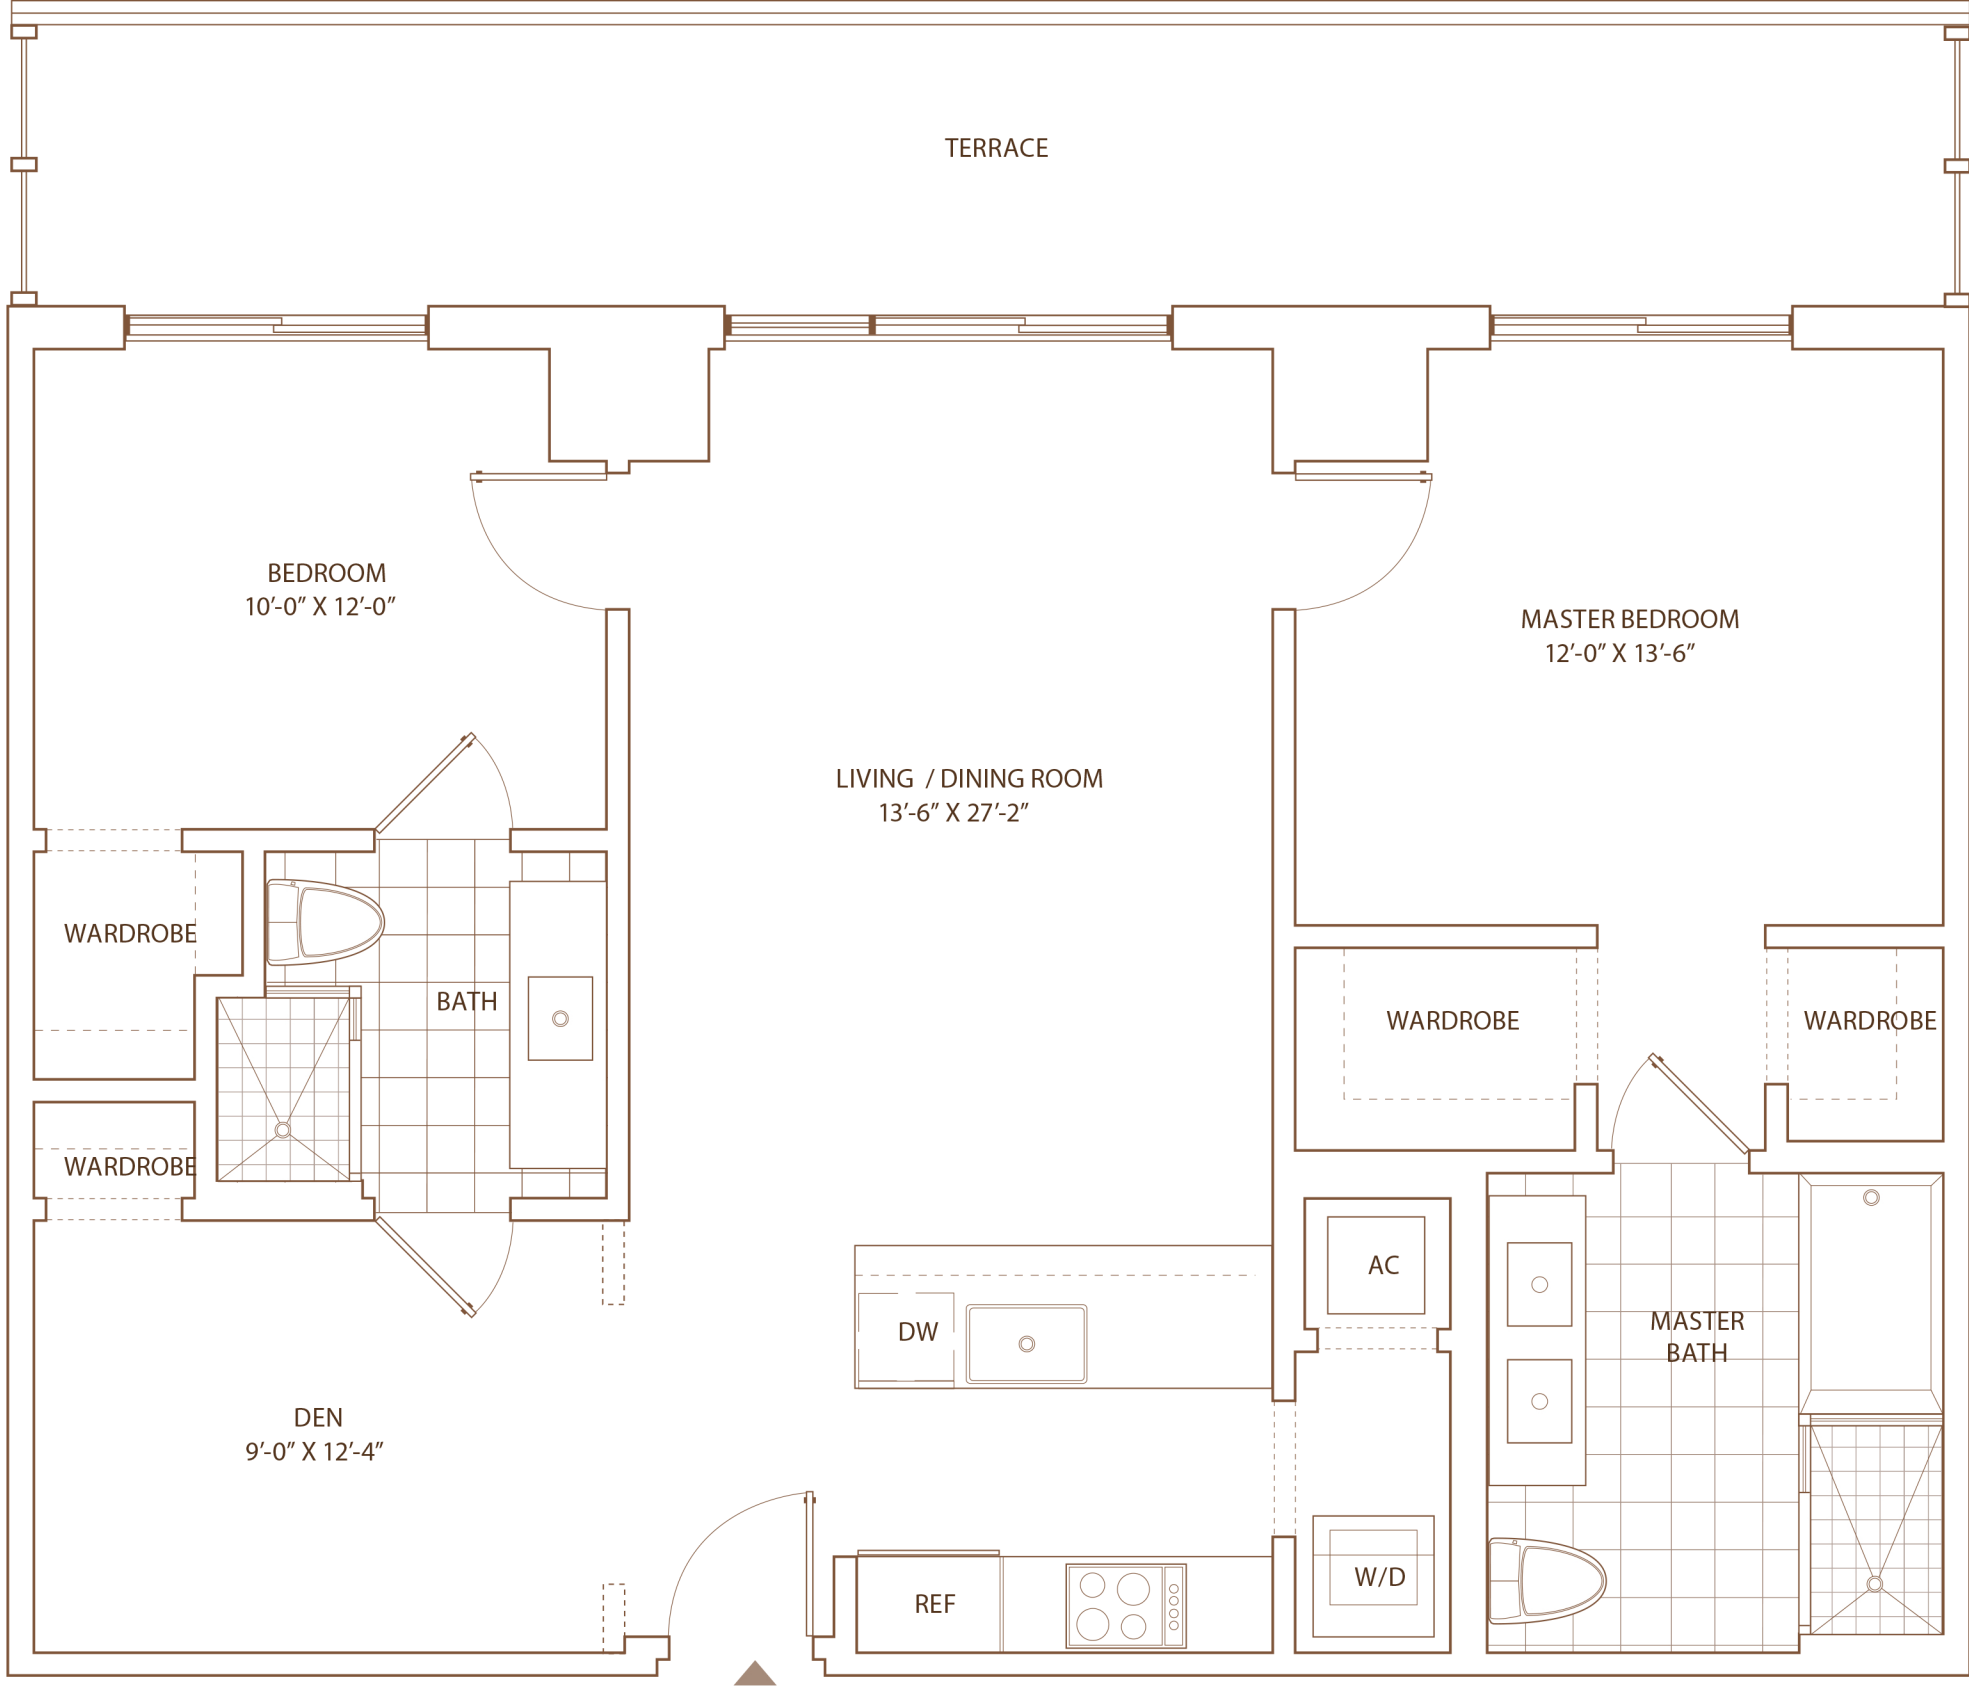 TERRACE
BEDROOM
10’-0” X 12’-0”
MASTER BEDROOM
12’-0” X 13’-6”
LIVING / DINING ROOM
13’-6” X 27’-2”
WARDROBE
BATH
WARDROBE
WARDROBE
WARDROBE
AC
DW
MASTER
BATH
DEN
9’-0” X 12’-4”
W/D
REF